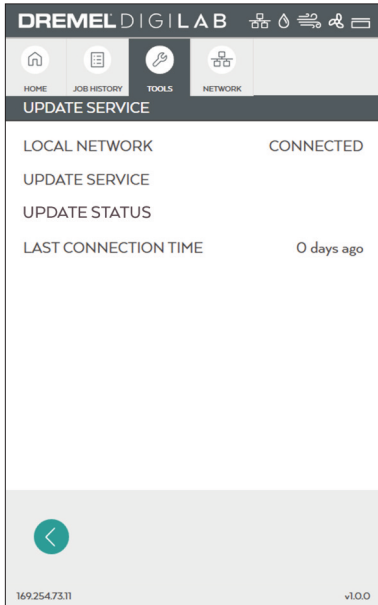 DREMEL DIGILAB
HOME JOB HISTORY TOOLS NETWORK
UPDATE SERVICE
LOCAL NETWORK CONNECTED
UPDATE SERVICE
UPDATE STATUS
LAST CONNECTION TIME 0 days ago
169.254.73.11 v1.0.0